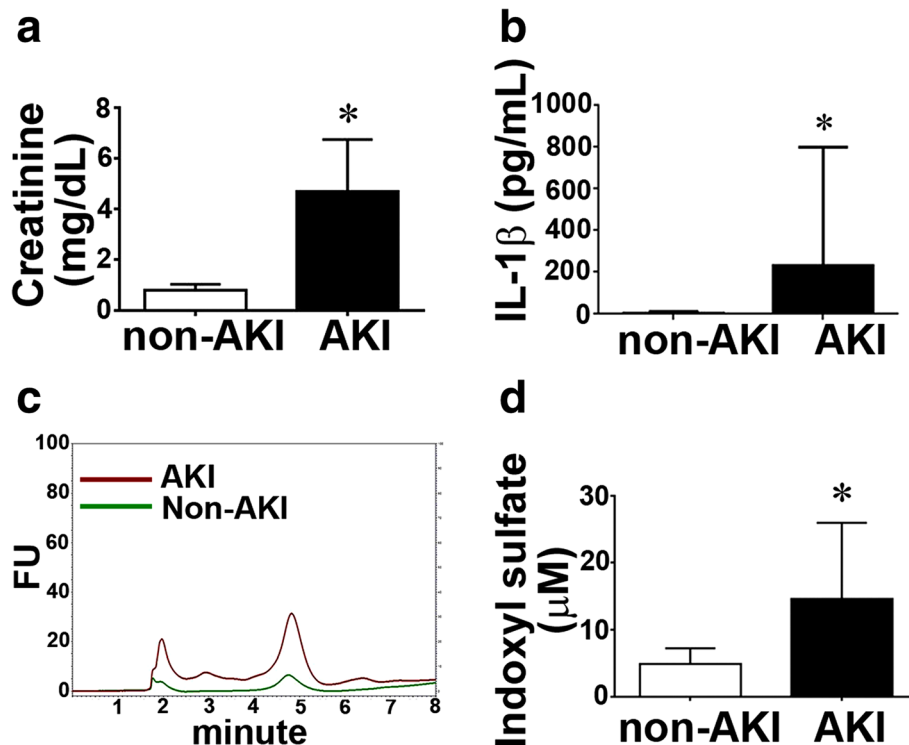 a
Creatinine
(mg/dL)
8
6
4
2
0
*
non-AKI AKI
b
IL-1β (pg/mL)
1000
800
600
400
200
0
*
non-AKI AKI
c
FU
100
80
60
40
20
0
AKI
Non-AKI
1 2 3 4 5 6 7 8
minute
d
Indoxyl sulfate
(μM)
30
20
10
0
*
non-AKI AKI